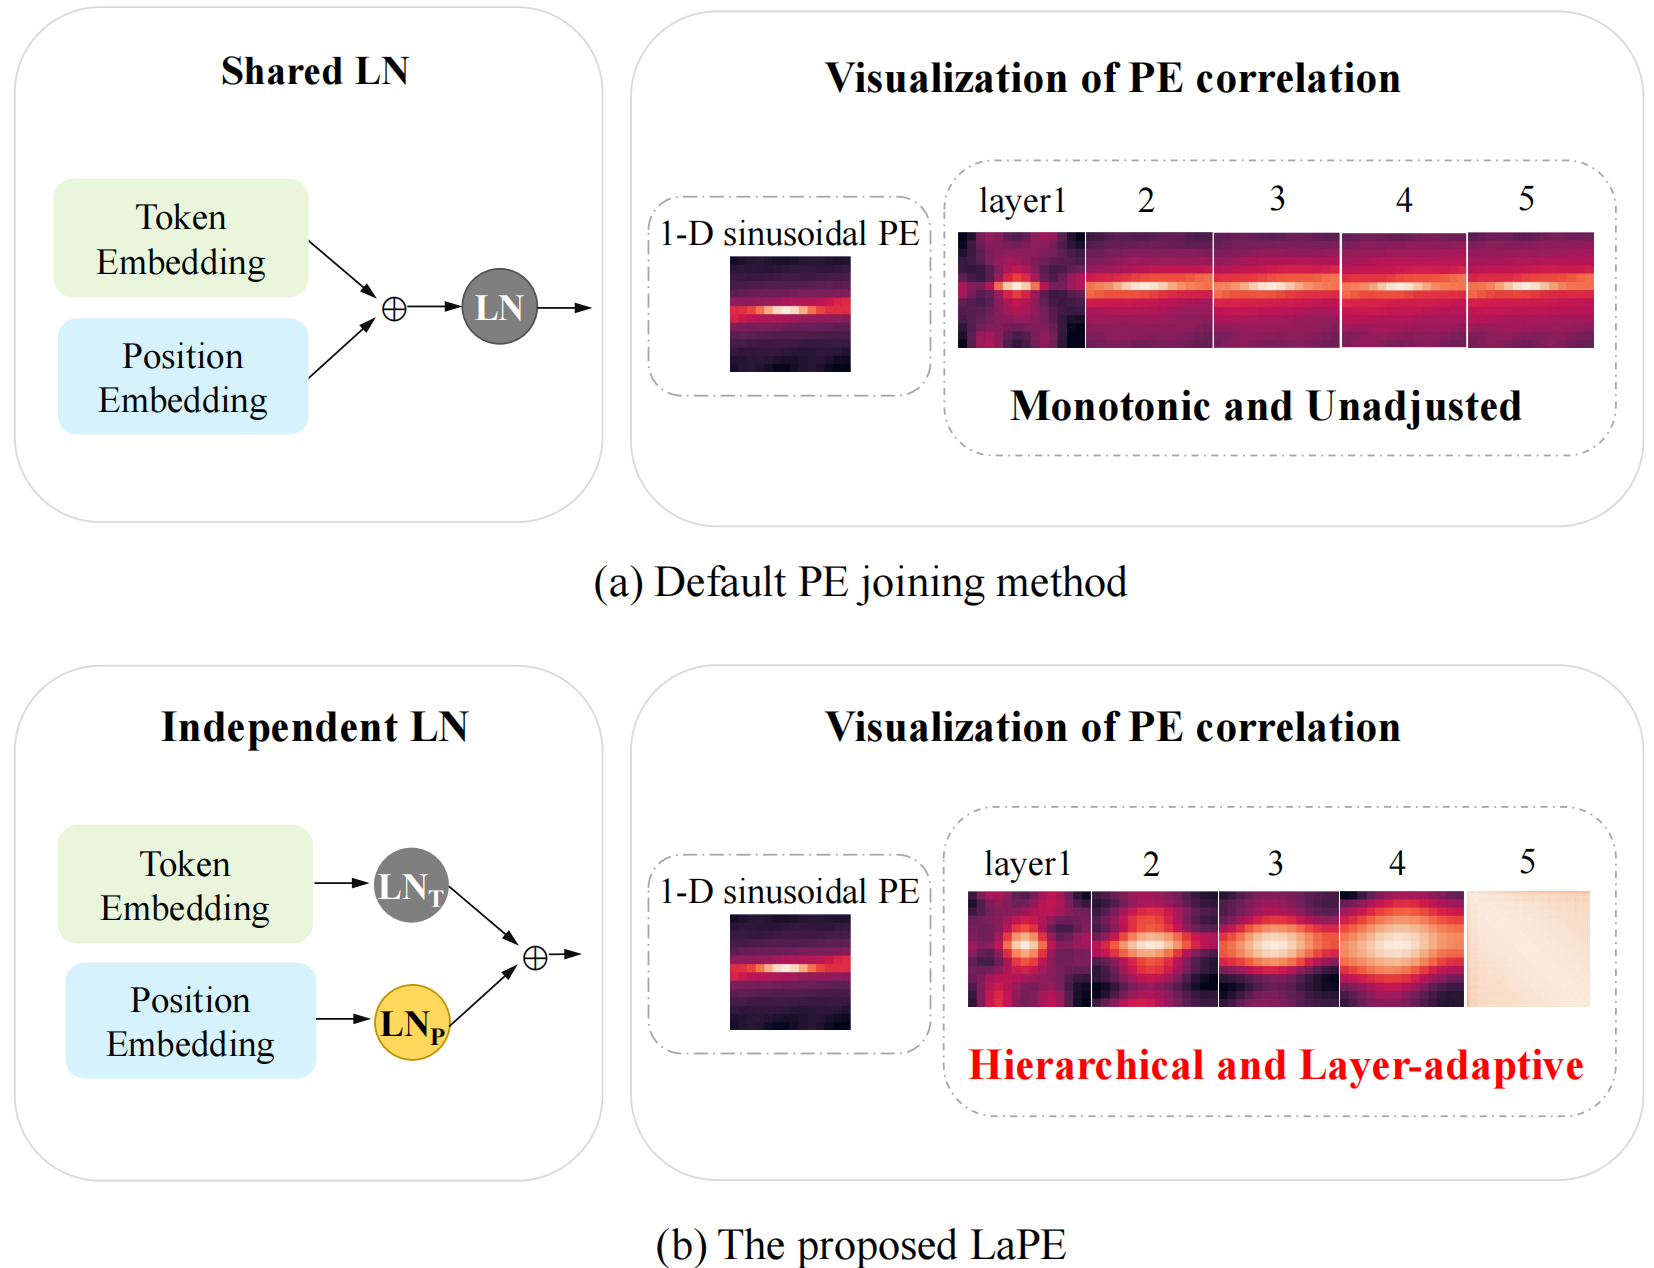 Shared LN
Token
Embedding
Position
Embedding
LN
Visualization of PE correlation
1-D sinusoidal PE
layer1 2 3 4 5
Monotonic and Unadjusted
(a) Default PE joining method
Independent LN
Token
Embedding
LN_T
Position
Embedding
LN_P
Visualization of PE correlation
1-D sinusoidal PE
layer1 2 3 4 5
Hierarchical and Layer-adaptive
(b) The proposed LaPE